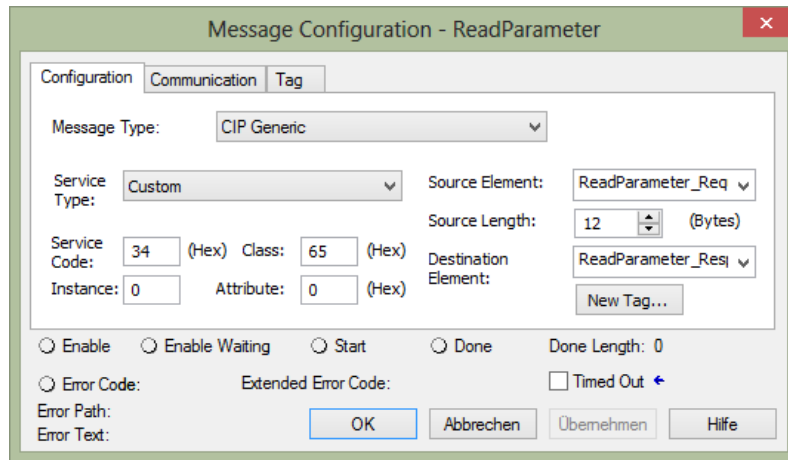 Message Configuration - ReadParameter
Configuration Communication Tag
Message Type: CIP Generic
Service Type: Custom
Source Element: ReadParameter_Req
Source Length: 12 (Bytes)
Service Code: 34 (Hex) Class: 65 (Hex)
Destination Element: ReadParameter_Resp
Instance: 0 Attribute: 0 (Hex)
New Tag...
Enable Enable Waiting Start Done Done Length: 0
Error Code: Extended Error Code: Timed Out
Error Path:
Error Text:
OK Abbrechen Übernehmen Hilfe